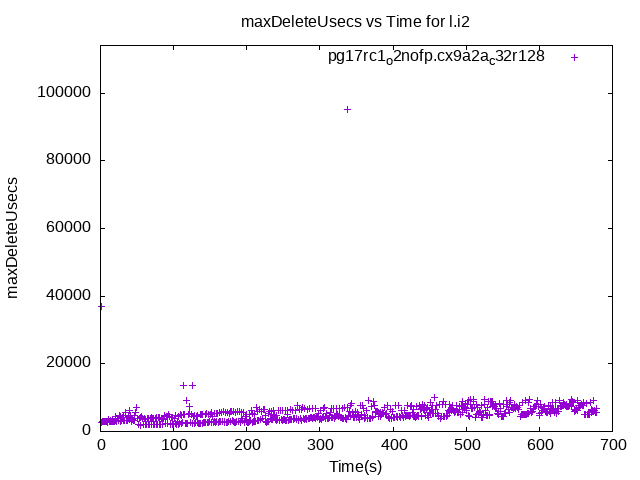 maxDeleteUsecs vs Time for l.i2
pg17rc1o2nofp.cx9a2ac32r128
100000
80000
60000
40000
20000
0
maxDeleteUsecs
0 100 200 300 400 500 600 700
Time(s)